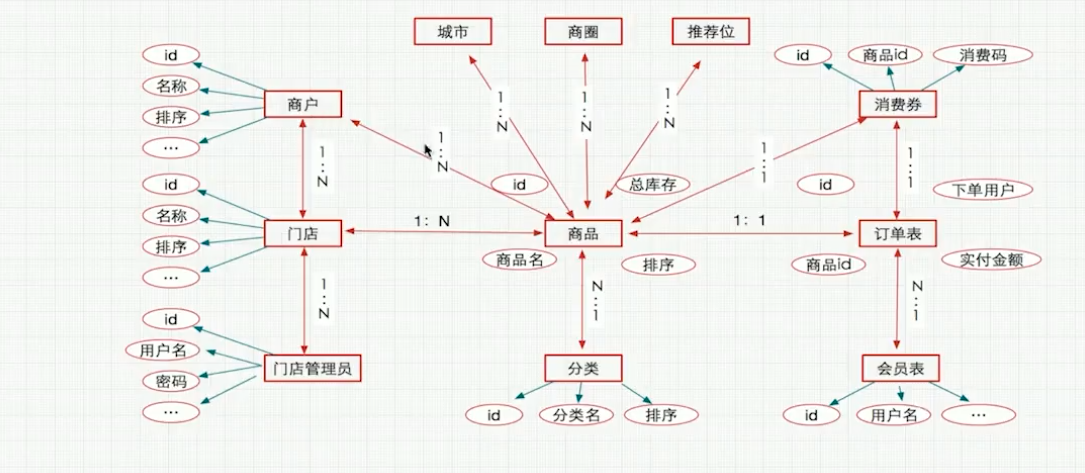 城市
商圈
推荐位
id
名称
排序
...
商户
id
商品id
消费码
消费券
1:N
1:N
1:N
1:N
1:N
1:1
1:1
id
名称
排序
...
门店
1: N
id
总库存
商品
商品名
排序
1: 1
id
下单用户
订单表
商品id
实付金额
1:N
N:1
N:1
id
用户名
密码
...
门店管理员
分类
id
分类名
排序
会员表
id
用户名
...